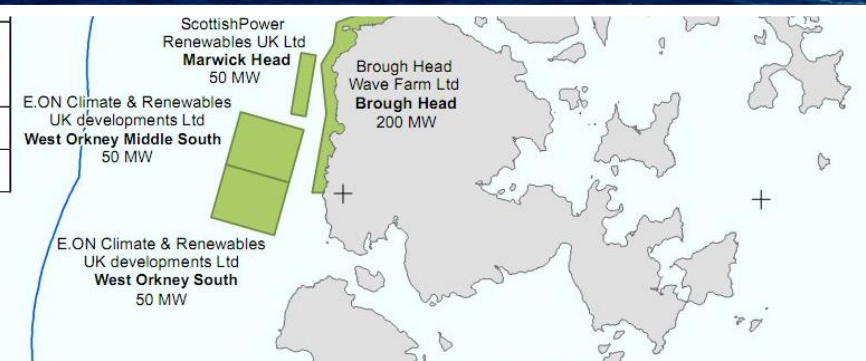 ScottishPower
Renewables UK Ltd
Marwick Head
50 MW
Brough Head
Wave Farm Ltd
Brough Head
200 MW
E.ON Climate & Renewables
UK developments Ltd
West Orkney Middle South
50 MW
E.ON Climate & Renewables
UK developments Ltd
West Orkney South
50 MW